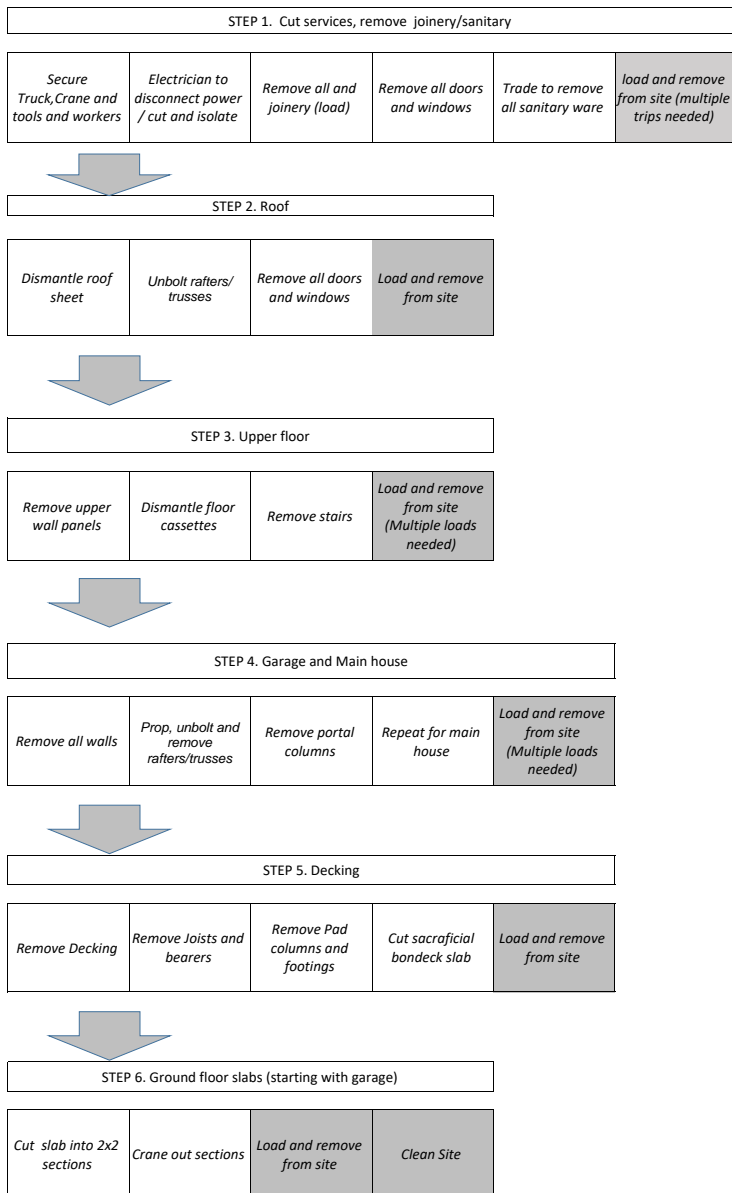 STEP 1. Cut services, remove joinery/sanitary
Secure
Truck,Crane and
tools and workers
Electrician to
disconnect power
/ cut and isolate
Remove all and
joinery (load)
Remove all doors
and windows
Trade to remove
all sanitary ware
load and remove
from site (multiple
trips needed)
STEP 2. Roof
Dismantle roof
sheet
Unbolt rafters/
trusses
Remove all doors
and windows
Load and remove
from site
STEP 3. Upper floor
Remove upper
wall panels
Dismantle floor
cassettes
Remove stairs
Load and remove
from site
(Multiple loads
needed)
STEP 4. Garage and Main house
Remove all walls
Prop, unbolt and
remove
rafters/trusses
Remove portal
columns
Repeat for main
house
Load and remove
from site
(Multiple loads
needed)
STEP 5. Decking
Remove Decking
Remove Joists and
bearers
Remove Pad
columns and
footings
Cut sacraficial
bondeck slab
Load and remove
from site
STEP 6. Ground floor slabs (starting with garage)
Cut slab into 2x2
sections
Crane out sections
Load and remove
from site
Clean Site